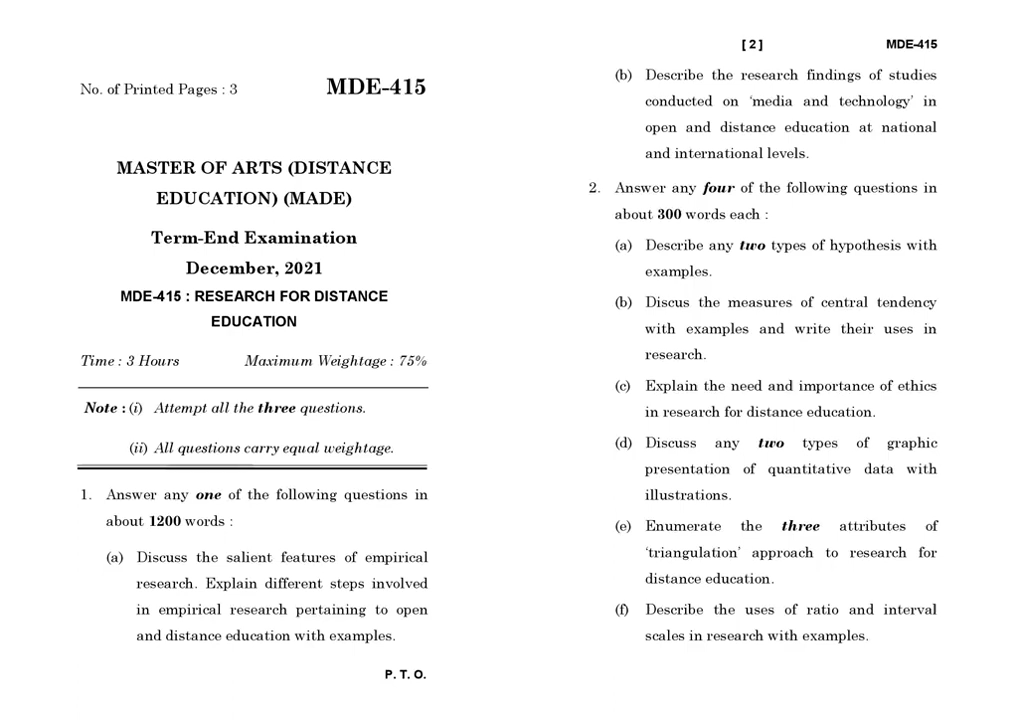 No. of Printed Pages : 3 MDE-415
MASTER OF ARTS (DISTANCE
EDUCATION) (MADE)
Term-End Examination
December, 2021
MDE-415 : RESEARCH FOR DISTANCE
EDUCATION
Time : 3 Hours Maximum Weightage : 75%
Note : (i) Attempt all the three questions.
(ii) All questions carry equal weightage.
1. Answer any one of the following questions in
about 1200 words :
(a) Discuss the salient features of empirical
research. Explain different steps involved
in empirical research pertaining to open
and distance education with examples.
P. T. O.
[ 2 ] MDE-415
(b) Describe the research findings of studies
conducted on ‘media and technology’ in
open and distance education at national
and international levels.
2. Answer any four of the following questions in
about 300 words each :
(a) Describe any two types of hypothesis with
examples.
(b) Discus the measures of central tendency
with examples and write their uses in
research.
(c) Explain the need and importance of ethics
in research for distance education.
(d) Discuss any two types of graphic
presentation of quantitative data with
illustrations.
(e) Enumerate the three attributes of
‘triangulation’ approach to research for
distance education.
(f) Describe the uses of ratio and interval
scales in research with examples.